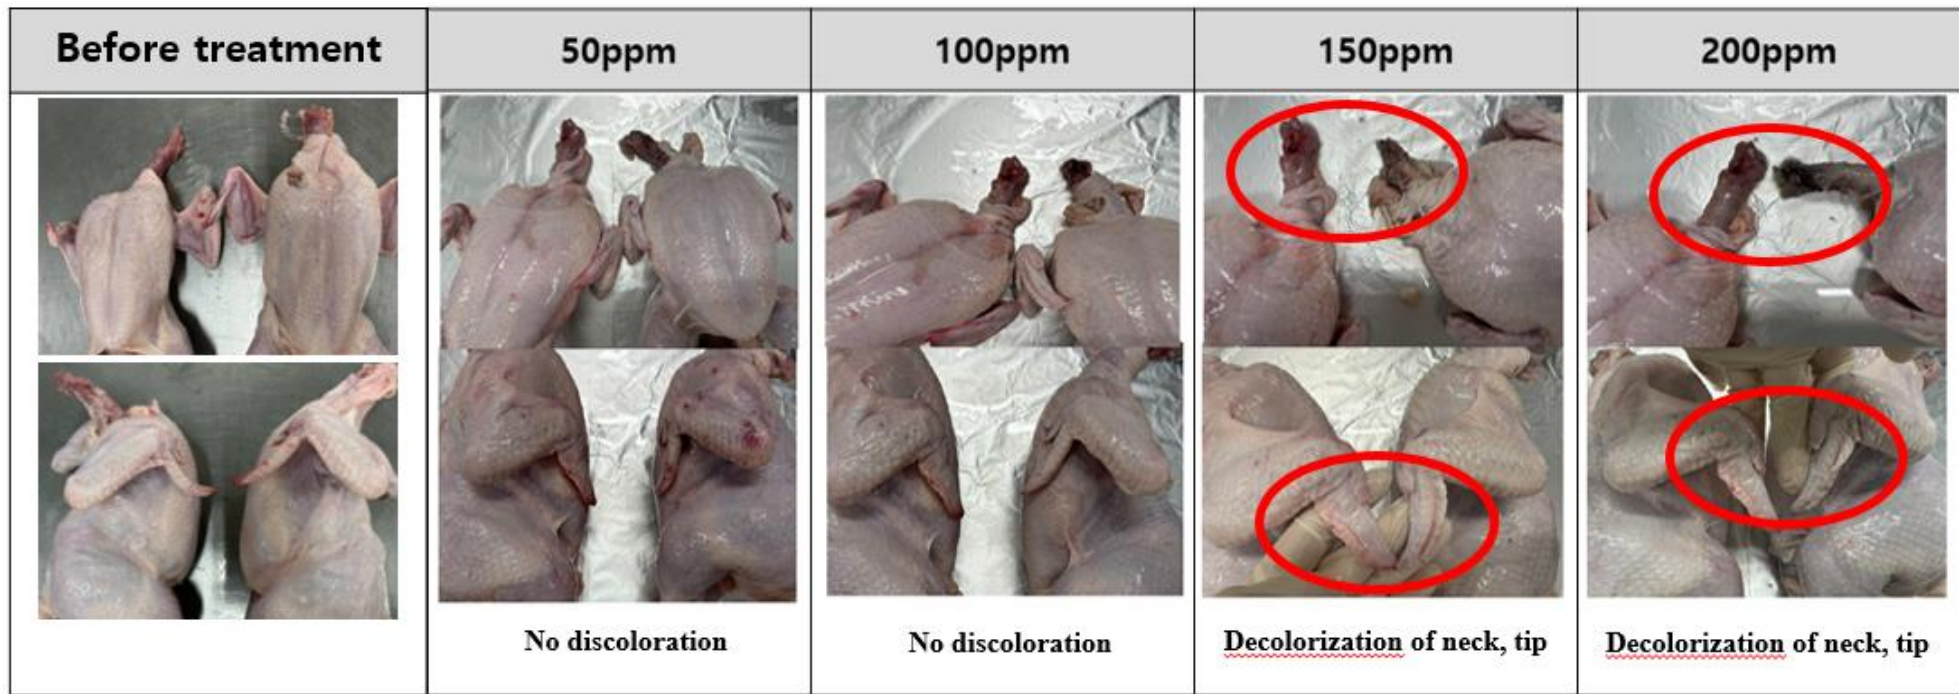 Before treatment
50ppm
100ppm
150ppm
200ppm
No discoloration
No discoloration
Decolorization of neck, tip
Decolorization of neck, tip